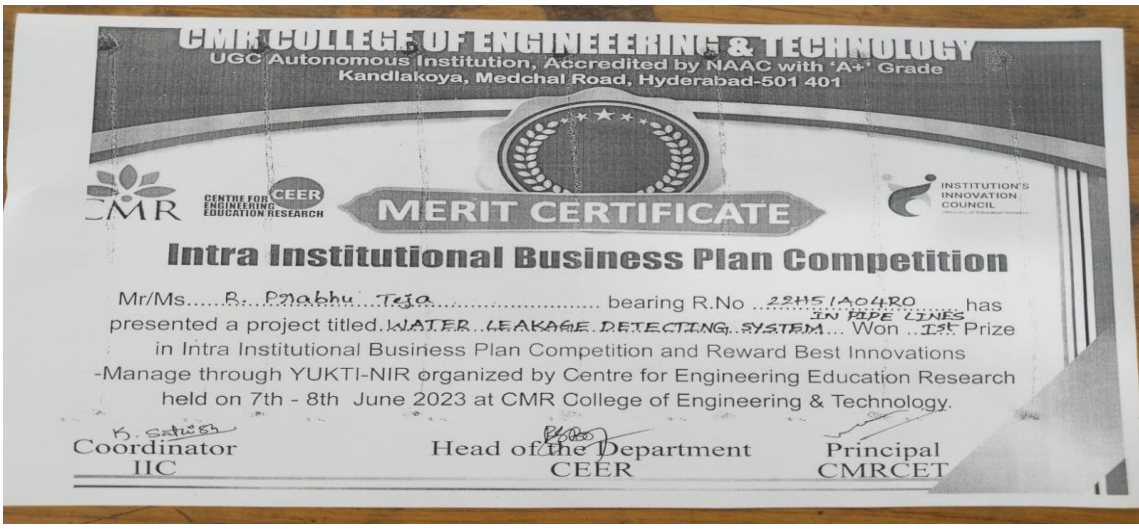 CMR COLLEGE OF ENGINEEERING & TECHNOLOGY
UGC Autonomous Institution, Accredited by NAAC with 'A+' Grade
Kandlakoya, Medchal Road, Hyderabad-501 401
CMR
CENTRE FOR
ENGINEERING
EDUCATION RESEARCH
CEER
MERIT CERTIFICATE
INSTITUTION'S
INNOVATION
COUNCIL
Intra Institutional Business Plan Competition
Mr/Ms..... R. Prabhu Teja ..................... bearing R.No ..22H51A04R0...... has
IN PIPE LINES
presented a project titled.WATER LEAKAGE DETECTING SYSTEM... Won ..Ist Prize
in Intra Institutional Business Plan Competition and Reward Best Innovations
-Manage through YUKTI-NIR organized by Centre for Engineering Education Research
held on 7th - 8th June 2023 at CMR College of Engineering & Technology.
K. Satish
Coordinator
IIC
Head of the Department
CEER
Principal
CMRCET